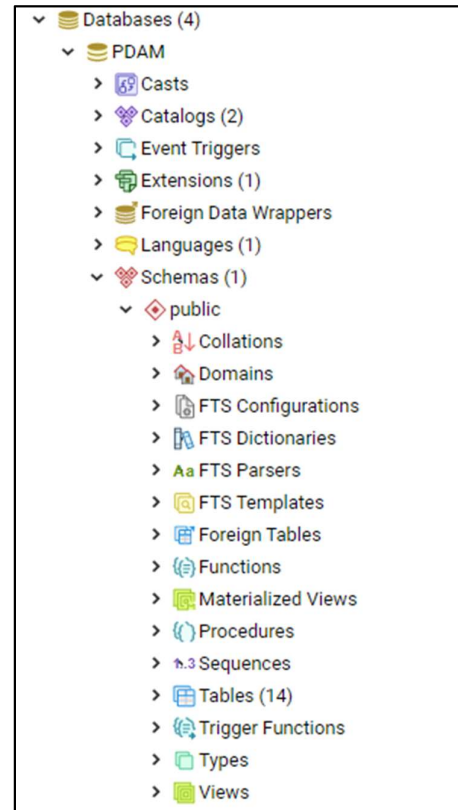 Databases (4)
PDAM
Casts
Catalogs (2)
Event Triggers
Extensions (1)
Foreign Data Wrappers
Languages (1)
Schemas (1)
public
Collations
Domains
FTS Configurations
FTS Dictionaries
Aa FTS Parsers
FTS Templates
Foreign Tables
Functions
Materialized Views
Procedures
1..3 Sequences
Tables (14)
Trigger Functions
Types
Views